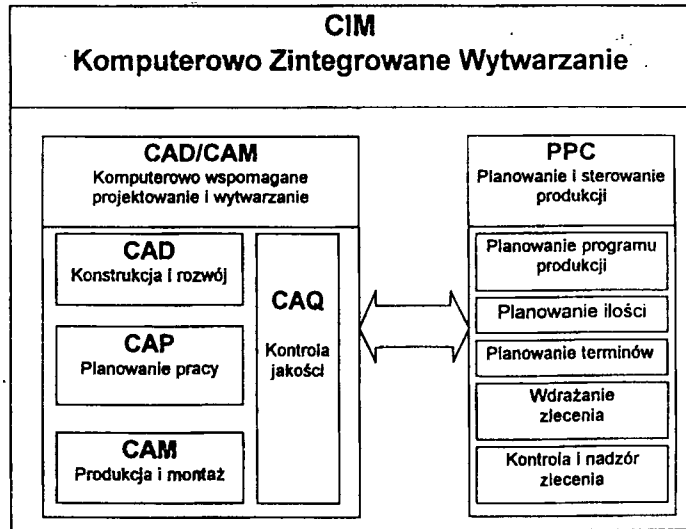 CIM
Komputerowo Zintegrowane Wytwarzanie
CAD/CAM
Komputerowo wspomagane
projektowanie i wytwarzanie
CAD
Konstrukcja i rozwój
CAP
Planowanie pracy
CAM
Produkcja i montaż
CAQ
Kontrola
jakości
PPC
Planowanie i sterowanie
produkcji
Planowanie programu
produkcji
Planowanie ilości
Planowanie terminów
Wdrażanie
zlecenia
Kontrola i nadzór
zlecenia